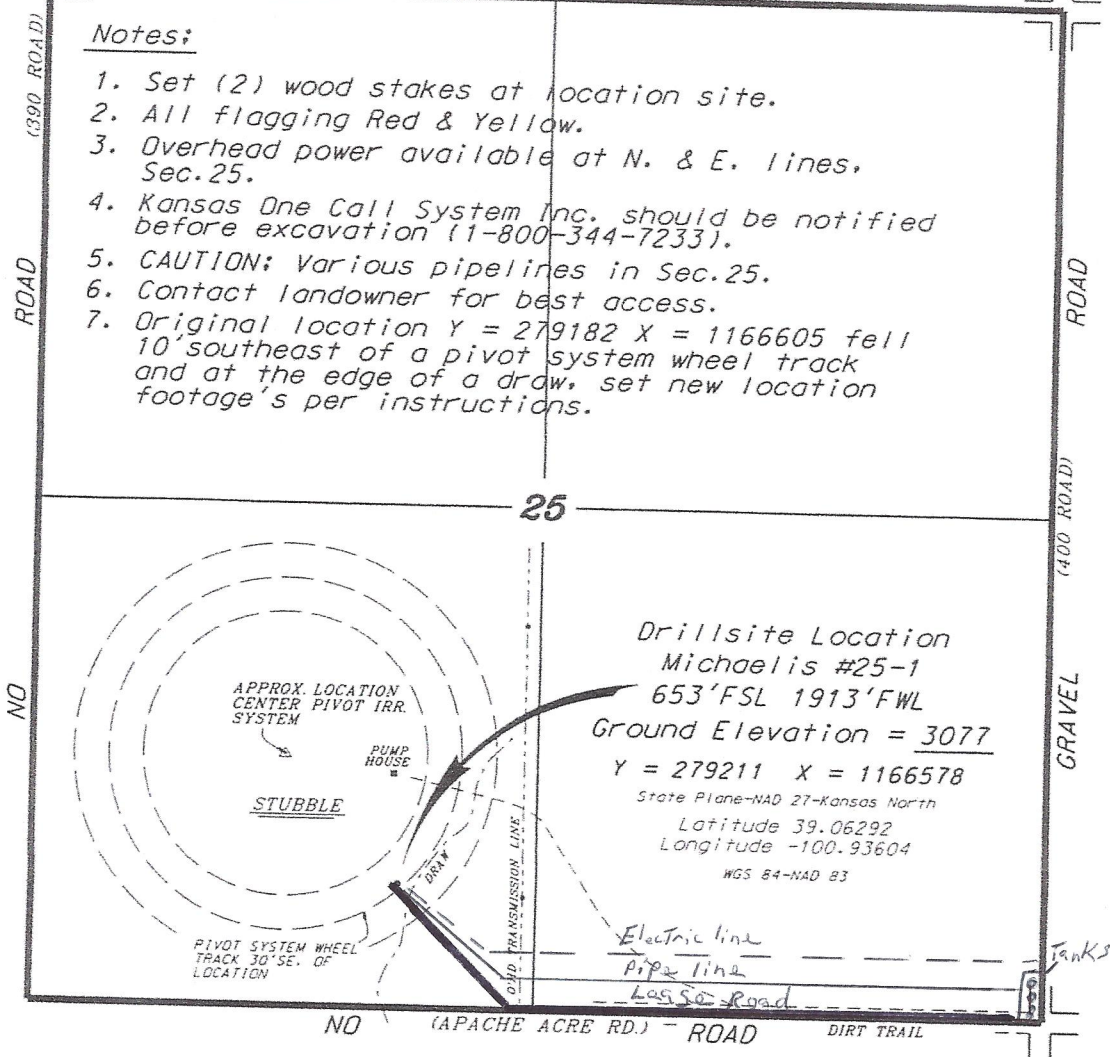 (390 ROAD)
Notes:
1. Set (2) wood stakes at location site.
2. All flagging Red & Yellow.
3. Overhead power available at N. & E. lines,
Sec.25.
4. Kansas One Call System Inc. should be notified
before excavation (1-800-344-7233).
5. CAUTION: Various pipelines in Sec.25.
6. Contact landowner for best access.
7. Original location Y = 279182 X = 1166605 fell
10'southeast of a pivot system wheel track
and at the edge of a draw, set new location
footage's per instructions.
ROAD
ROAD
25
(400 ROAD)
NO
GRAVEL
Drillsite Location
Michaelis #25-1
653'FSL 1913'FWL
Ground Elevation = 3077
Y = 279211 X = 1166578
State Plane-NAD 27-Kansas North
Latitude 39.06292
Longitude -100.93604
WGS 84-NAD 83
APPROX. LOCATION
CENTER PIVOT IRR.
SYSTEM
PUMP
HOUSE
STUBBLE
DRAW
O'HD TRANSMISSION LINE
PIVOT SYSTEM WHEEL
TRACK 30'SE. OF
LOCATION
Electric line
Pipe line
Lease Road
Tanks
NO (APACHE ACRE RD.) ROAD DIRT TRAIL